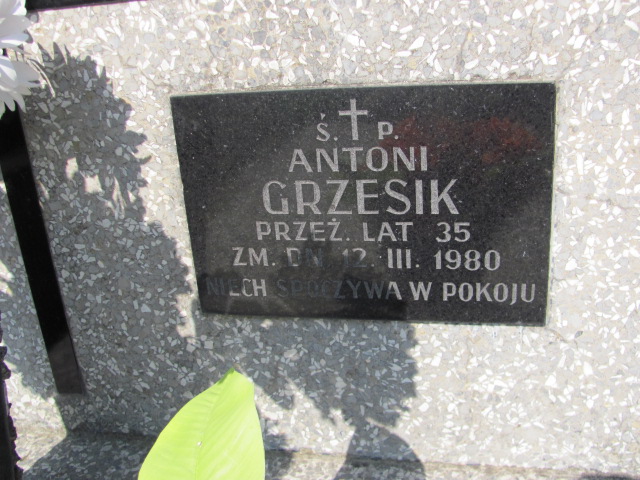 Ś. P.
ANTONI
GRZESIK
PRZEŻ. LAT 35
ZM. DN. 12. III. 1980
NIECH SPOCZYWA W POKOJU